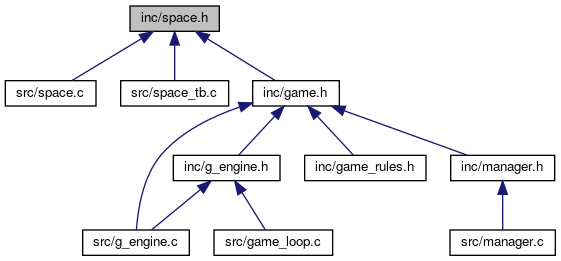 inc/space.h
src/space.c
src/space_tb.c
inc/game.h
inc/g_engine.h
inc/game_rules.h
inc/manager.h
src/g_engine.c
src/game_loop.c
src/manager.c